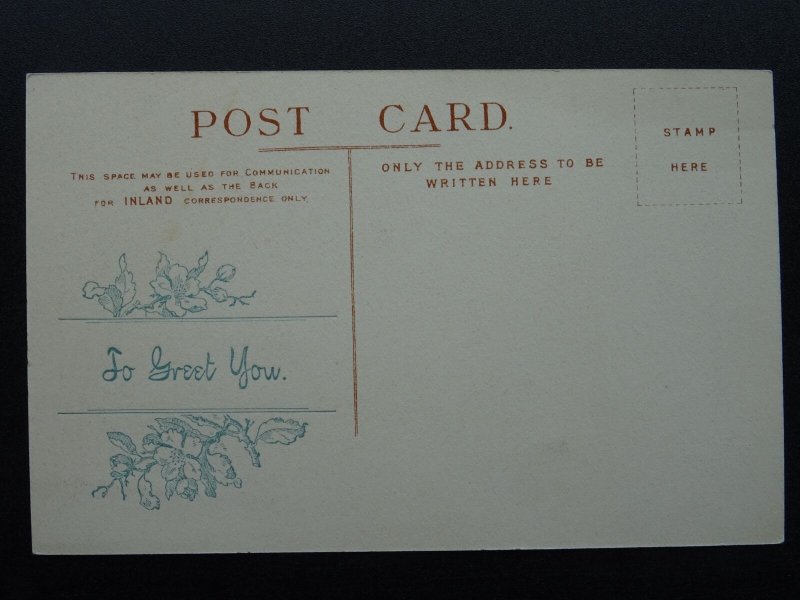 POST CARD.
THIS SPACE MAY BE USED FOR COMMUNICATION
AS WELL AS THE BACK
FOR INLAND CORRESPONDENCE ONLY.
ONLY THE ADDRESS TO BE
WRITTEN HERE
STAMP
HERE
To Greet You.